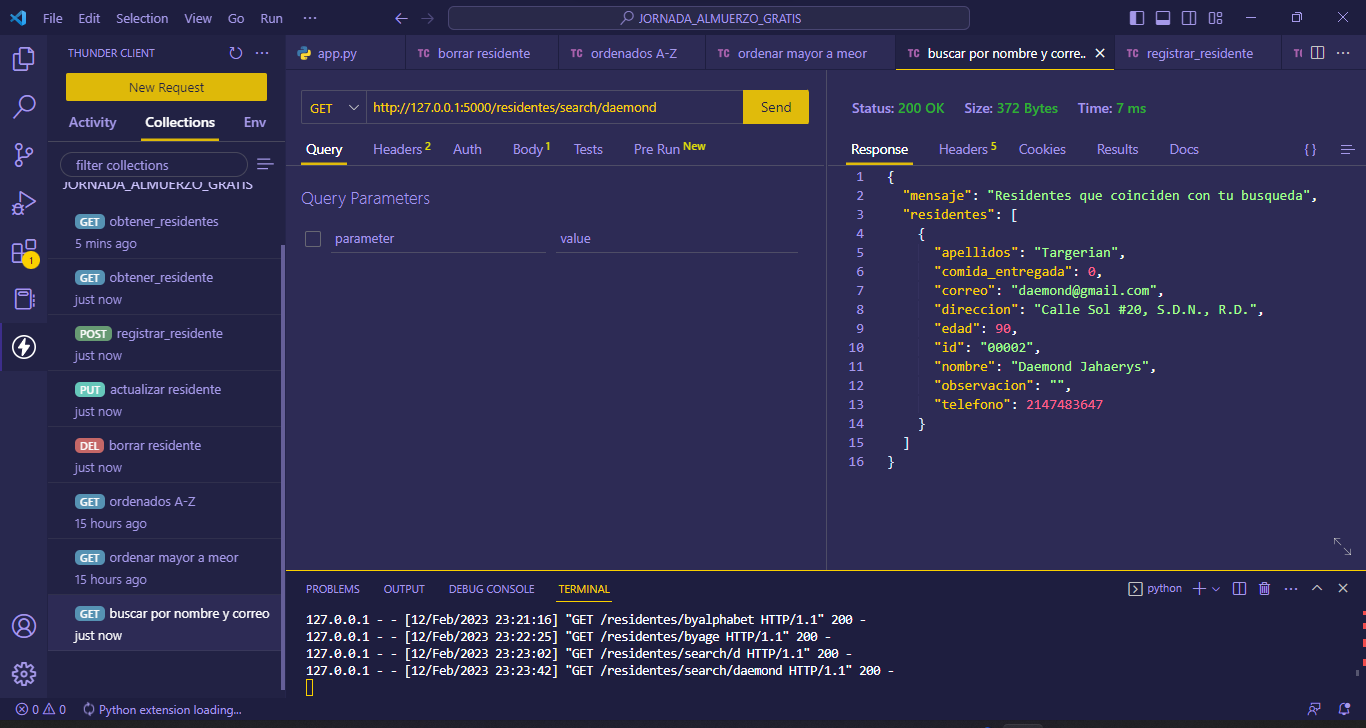 File Edit Selection View Go Run ··· JORNADA_ALMUERZO_GRATIS
THUNDER CLIENT
New Request
Activity Collections Env
filter collections
JORNADA_ALMUERZO_GRATIS
GET obtener_residentes
5 mins ago
GET obtener_residente
just now
POST registrar_residente
just now
PUT actualizar residente
just now
DEL borrar residente
just now
GET ordenados A-Z
15 hours ago
GET ordenar mayor a meor
15 hours ago
GET buscar por nombre y correo
just now
1
app.py TC borrar residente TC ordenados A-Z TC ordenar mayor a meor TC buscar por nombre y corre.. TC registrar_residente
GET http://127.0.0.1:5000/residentes/search/daemond Send
Query Headers 2 Auth Body 1 Tests Pre Run New
Query Parameters
parameter value
Status: 200 OK Size: 372 Bytes Time: 7 ms
Response Headers 5 Cookies Results Docs { }
1 {
2 "mensaje": "Residentes que coinciden con tu busqueda",
3 "residentes": [
4 {
5 "apellidos": "Targerian",
6 "comida_entregada": 0,
7 "correo": "daemond@gmail.com",
8 "direccion": "Calle Sol #20, S.D.N., R.D.",
9 "edad": 90,
10 "id": "00002",
11 "nombre": "Daemond Jahaerys",
12 "observacion": "",
13 "telefono": 2147483647
14 }
15 ]
16 }
PROBLEMS OUTPUT DEBUG CONSOLE TERMINAL python
127.0.0.1 - - [12/Feb/2023 23:21:16] "GET /residentes/byalphabet HTTP/1.1" 200 -
127.0.0.1 - - [12/Feb/2023 23:22:25] "GET /residentes/byage HTTP/1.1" 200 -
127.0.0.1 - - [12/Feb/2023 23:23:02] "GET /residentes/search/d HTTP/1.1" 200 -
127.0.0.1 - - [12/Feb/2023 23:23:42] "GET /residentes/search/daemond HTTP/1.1" 200 -
0 0 Python extension loading...